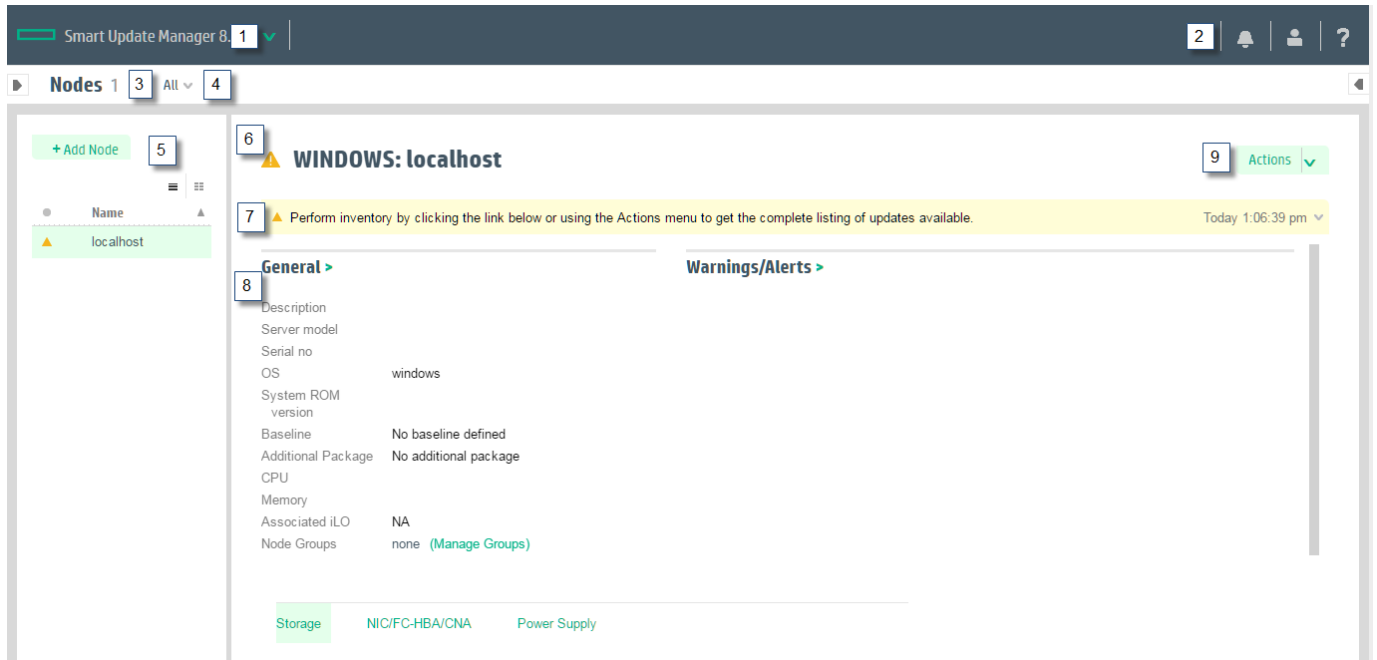 Smart Update Manager 8. 1
2 ?
Nodes 1 3 All 4
+ Add Node 5
Name
localhost
6 WINDOWS: localhost
9 Actions
7 Perform inventory by clicking the link below or using the Actions menu to get the complete listing of updates available. Today 1:06:39 pm
General > Warnings/Alerts >
8
Description
Server model
Serial no
OS windows
System ROM
version
Baseline No baseline defined
Additional Package No additional package
CPU
Memory
Associated iLO NA
Node Groups none (Manage Groups)
Storage NIC/FC-HBA/CNA Power Supply